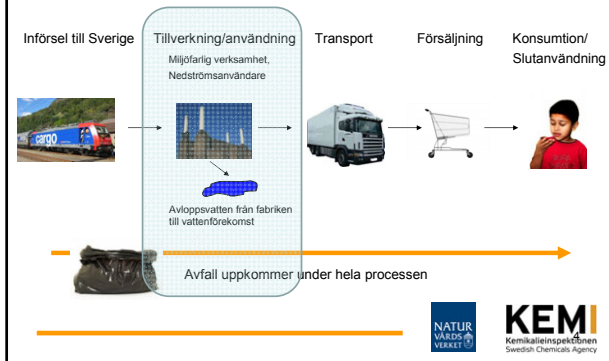 Införsel till Sverige
Tillverkning/användning
Transport
Försäljning
Konsumtion/
Slutanvändning
Miljöfarlig verksamhet,
Nedströmsanvändare
cargo
Avloppsvatten från fabriken
till vattenförekomst
Avfall uppkommer under hela processen
NATUR
VÅRDS
VERKET
KEMI
Kemikalieinspektionen
Swedish Chemicals Agency
4